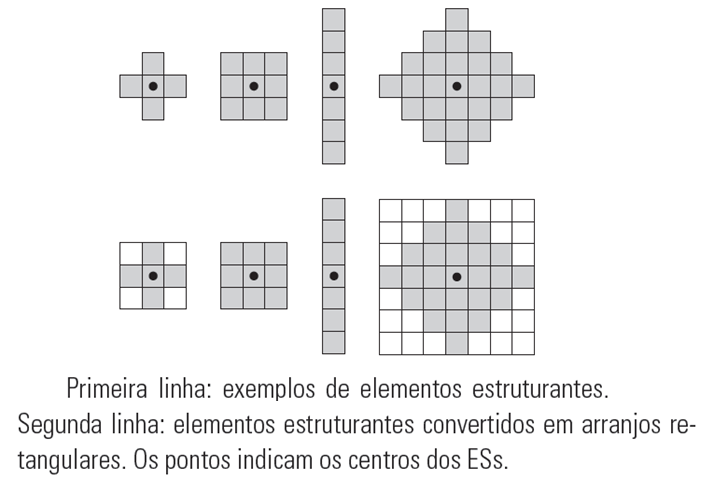 Primeira linha: exemplos de elementos estruturantes.
Segunda linha: elementos estruturantes convertidos em arranjos re-
tangulares. Os pontos indicam os centros dos ESs.